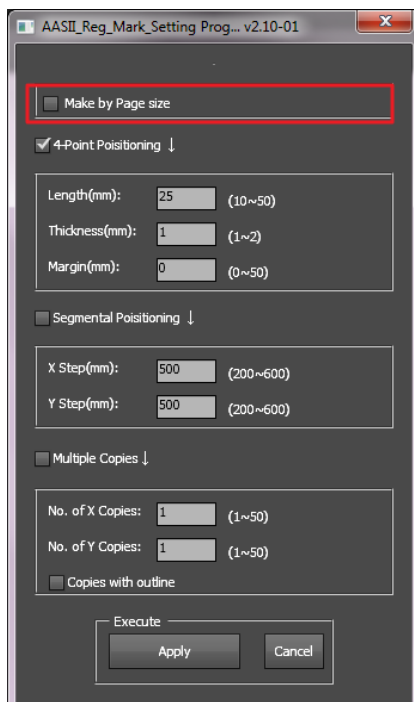 AASII_Reg_Mark_Setting Prog... v2.10-01
Make by Page size
4-Point Poisitioning ↓
Length(mm): 25 (10~50)
Thickness(mm): 1 (1~2)
Margin(mm): 0 (0~50)
Segmental Poisitioning ↓
X Step(mm): 500 (200~600)
Y Step(mm): 500 (200~600)
Multiple Copies ↓
No. of X Copies: 1 (1~50)
No. of Y Copies: 1 (1~50)
Copies with outline
Execute
Apply Cancel